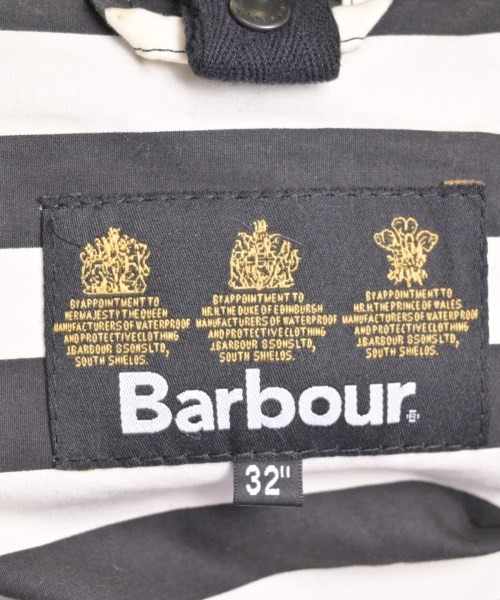 BY APPOINTMENT TO
HER MAJESTY THE QUEEN
MANUFACTURERS OF WATERPROOF
AND PROTECTIVE CLOTHING
J.BARBOUR & SONS LTD,
SOUTH SHIELDS.
BY APPOINTMENT TO
H.R.H. THE DUKE OF EDINBURGH
MANUFACTURERS OF WATERPROOF
AND PROTECTIVE CLOTHING
J.BARBOUR & SONS LTD,
SOUTH SHIELDS.
BY APPOINTMENT TO
H.R.H. THE PRINCE OF WALES
MANUFACTURERS OF WATERPROOF
AND PROTECTIVE CLOTHING
J.BARBOUR & SONS LTD,
SOUTH SHIELDS.
Barbour.
32"